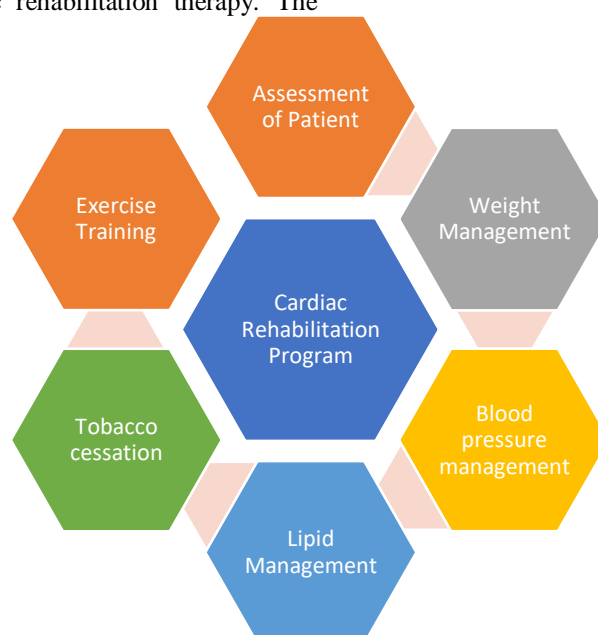 rehabilitation therapy. The
Assessment
of Patient
Exercise
Training
Weight
Management
Cardiac
Rehabilitation
Program
Tobacco
cessation
Blood
pressure
management
Lipid
Management